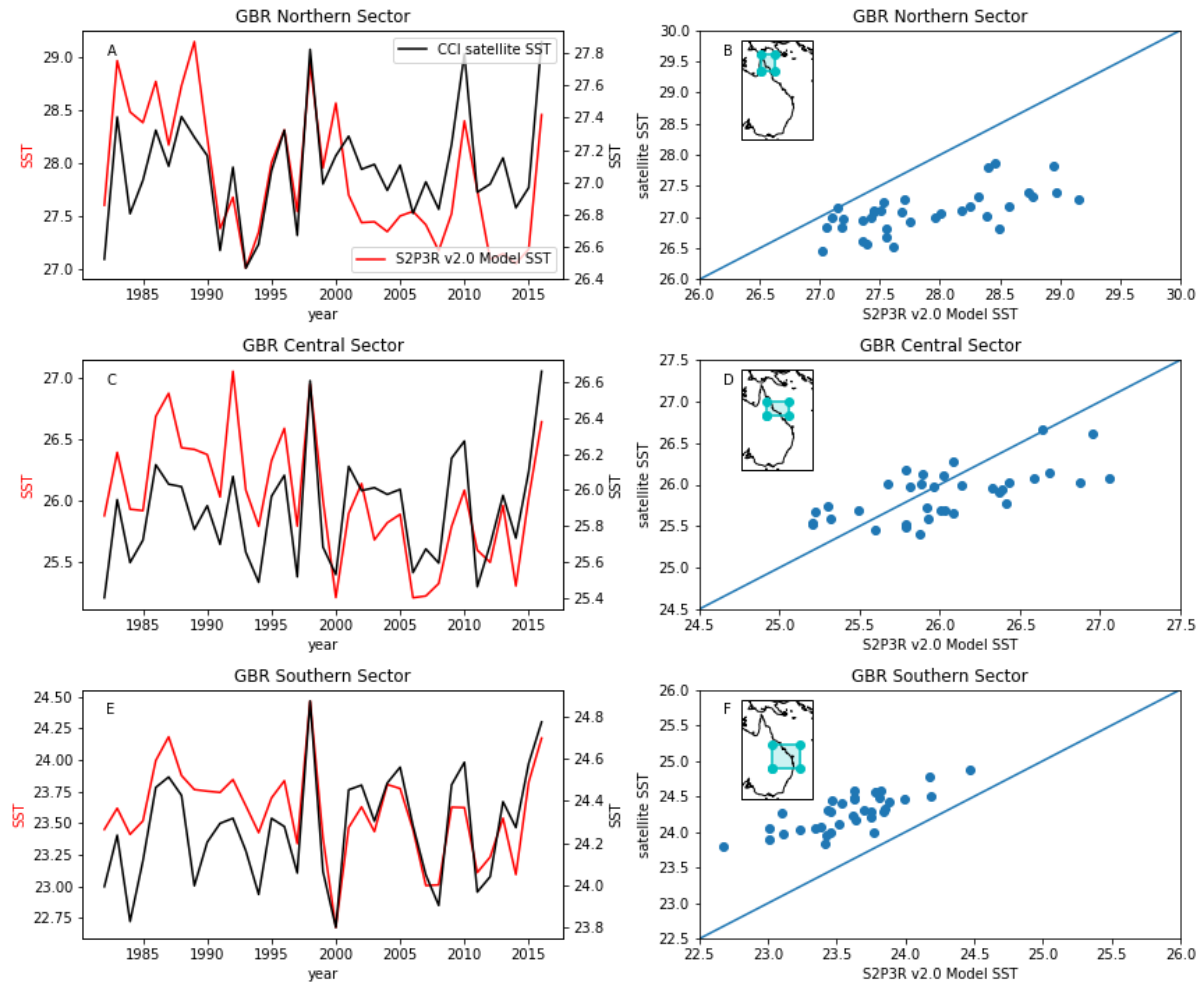 GBR Northern Sector
A
CCI satellite SST
S2P3R v2.0 Model SST
29.0
28.5
28.0
27.5
27.0
SST
27.8
27.6
27.4
27.2
27.0
26.8
26.6
26.4
SST
1985 1990 1995 2000 2005 2010 2015
year
GBR Northern Sector
B
30.0
29.5
29.0
28.5
28.0
27.5
27.0
26.5
26.0
satellite SST
26.0 26.5 27.0 27.5 28.0 28.5 29.0 29.5 30.0
S2P3R v2.0 Model SST
GBR Central Sector
C
27.0
26.5
26.0
25.5
SST
26.6
26.4
26.2
26.0
25.8
25.6
25.4
SST
1985 1990 1995 2000 2005 2010 2015
year
GBR Central Sector
D
27.5
27.0
26.5
26.0
25.5
25.0
24.5
satellite SST
24.5 25.0 25.5 26.0 26.5 27.0 27.5
S2P3R v2.0 Model SST
GBR Southern Sector
E
24.50
24.25
24.00
23.75
23.50
23.25
23.00
22.75
SST
24.8
24.6
24.4
24.2
24.0
23.8
SST
1985 1990 1995 2000 2005 2010 2015
year
GBR Southern Sector
F
26.0
25.5
25.0
24.5
24.0
23.5
23.0
22.5
satellite SST
22.5 23.0 23.5 24.0 24.5 25.0 25.5 26.0
S2P3R v2.0 Model SST